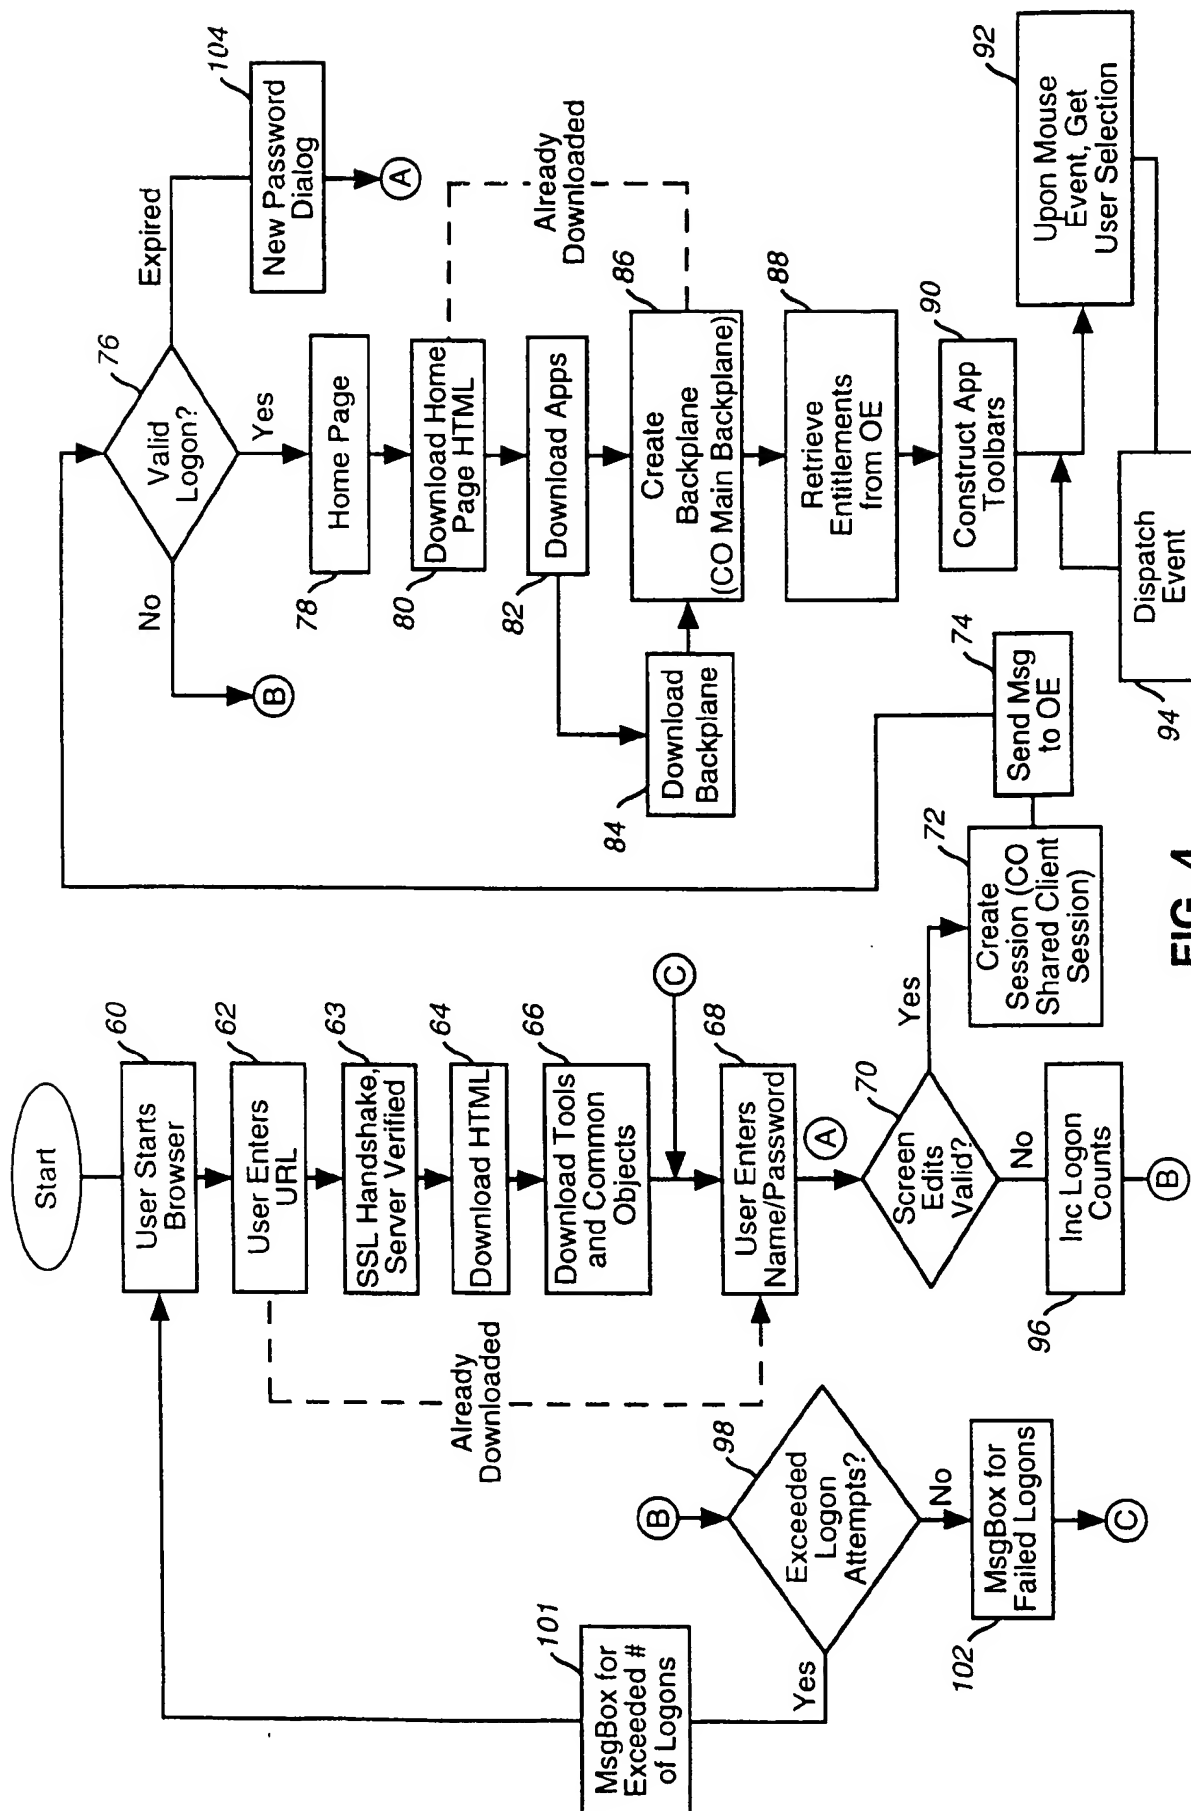 Start
60
User Starts
Browser
62
User Enters
URL
63
SSL Handshake,
Server Verified
64
Download HTML
66
Download Tools
and Common
Objects
C
68
User Enters
Name/Password
Already
Downloaded
A
70
Screen
Edits
Valid?
Yes
No
72
Create
Session (CO
Shared Client
Session)
74
Send Msg
to OE
96
Inc Logon
Counts
B
B
98
Exceeded
Logon
Attempts?
Yes
No
101
MsgBox for
Exceeded #
of Logons
102
MsgBox for
Failed Logons
C
76
Valid
Logon?
No
B
Yes
Expired
104
New Password
Dialog
A
78
Home Page
80
Download Home
Page HTML
Already
Downloaded
82
Download Apps
84
Download
Backplane
86
Create
Backplane
(CO Main Backplane)
88
Retrieve
Entitlements
from OE
90
Construct App
Toolbars
92
Upon Mouse
Event, Get
User Selection
94
Dispatch
Event
FIG. 4